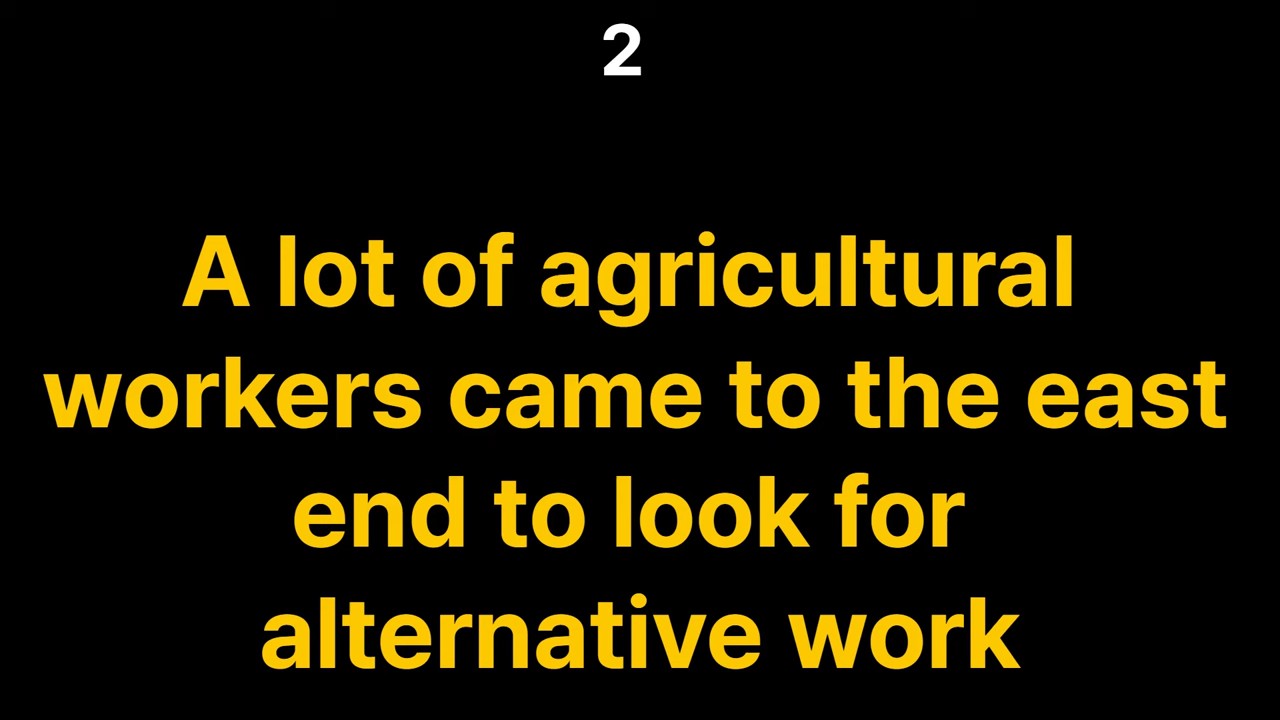 2
A lot of agricultural
workers came to the east
end to look for
alternative work